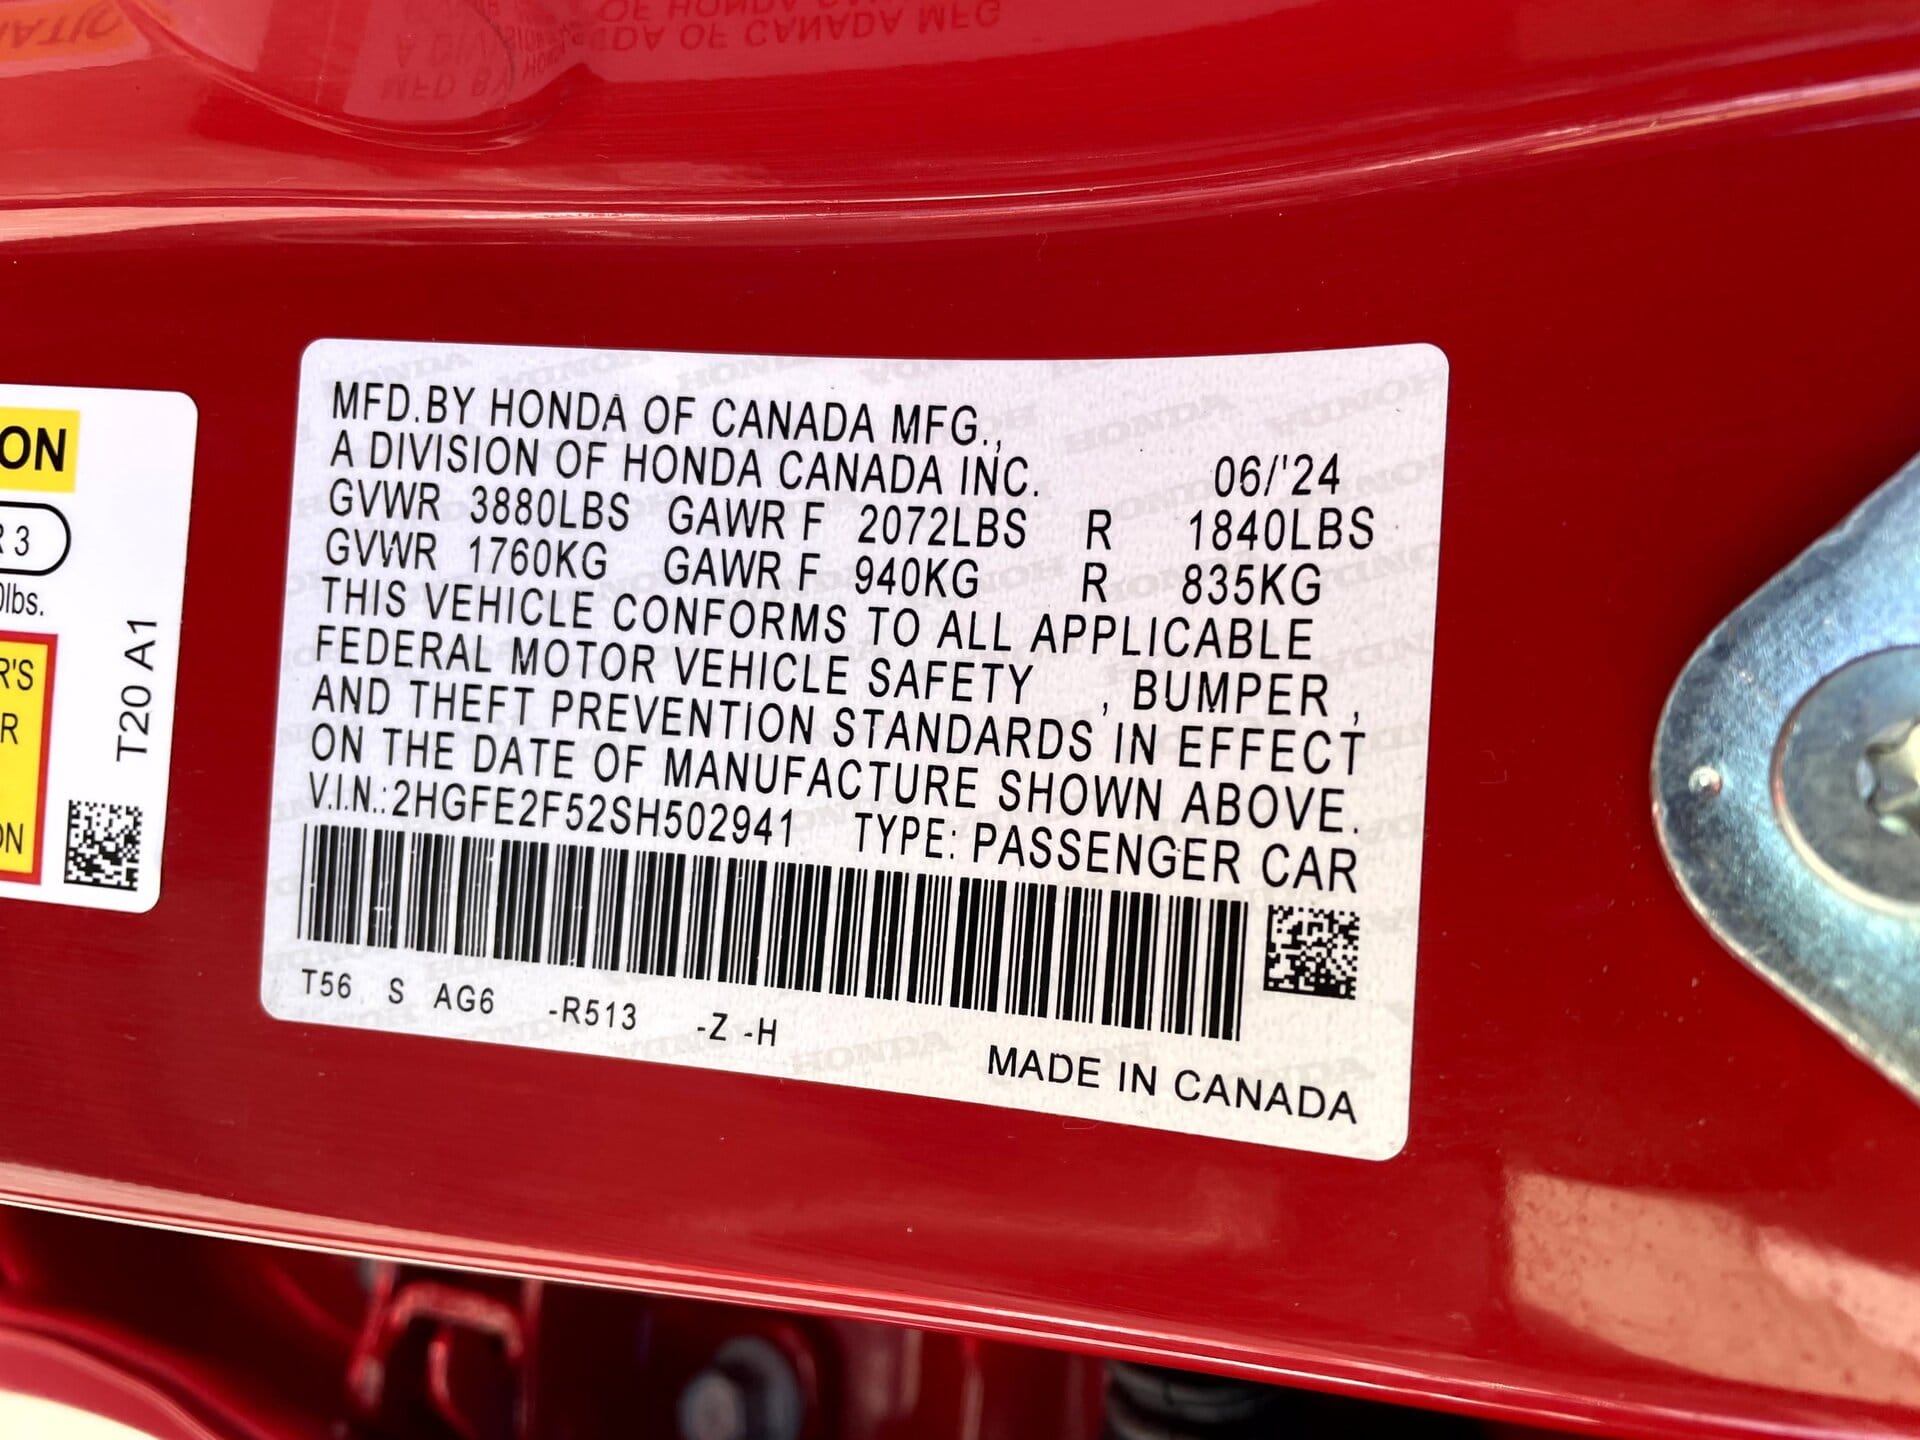 MFD.BY HONDA OF CANADA MFG.,
A DIVISION OF HONDA CANADA INC. 06/'24
GVWR 3880LBS GAWR F 2072LBS R 1840LBS
GVWR 1760KG GAWR F 940KG R 835KG
THIS VEHICLE CONFORMS TO ALL APPLICABLE
FEDERAL MOTOR VEHICLE SAFETY , BUMPER ,
AND THEFT PREVENTION STANDARDS IN EFFECT
ON THE DATE OF MANUFACTURE SHOWN ABOVE.
V.I.N.:2HGFE2F52SH502941 TYPE: PASSENGER CAR
T56 S AG6 -R513 -Z -H
MADE IN CANADA
ON
R 3
0lbs.
R'S
R
ON
T20 A1